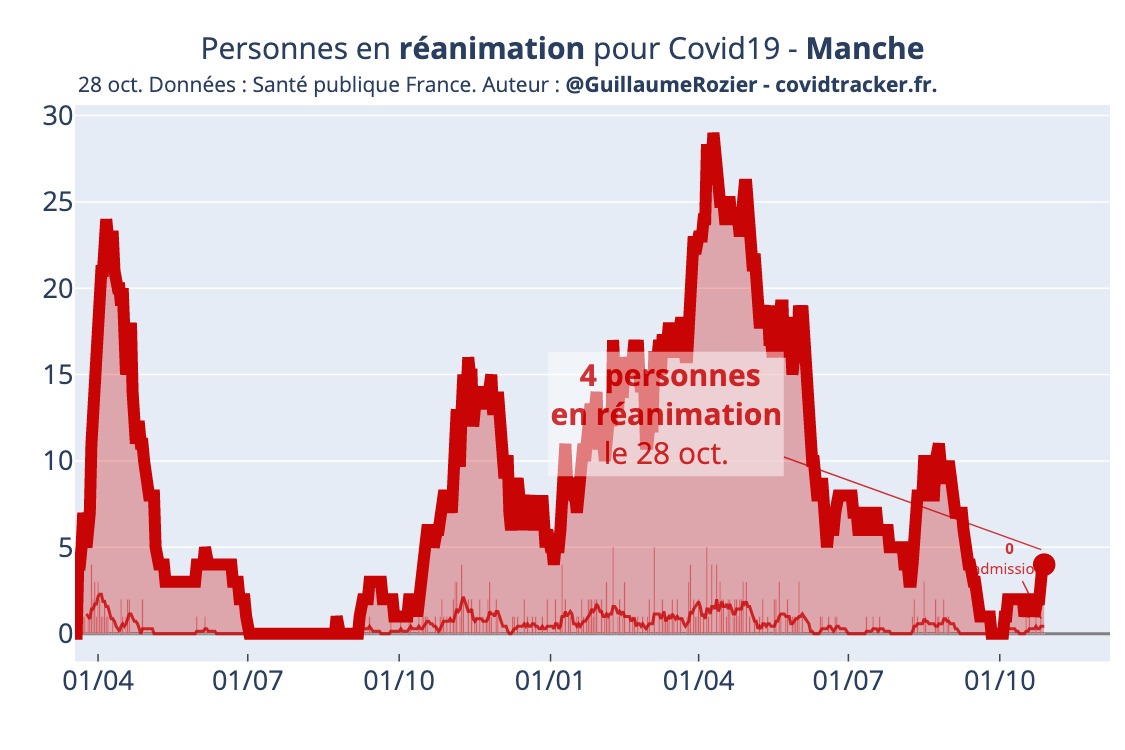 Personnes en réanimation pour Covid19 - Manche
28 oct. Données : Santé publique France. Auteur : @GuillaumeRozier - covidtracker.fr.
30
25
20
15
10
5
0
4 personnes
en réanimation
le 28 oct.
0
01/04 01/07 01/10 01/01 01/04 01/07 01/10